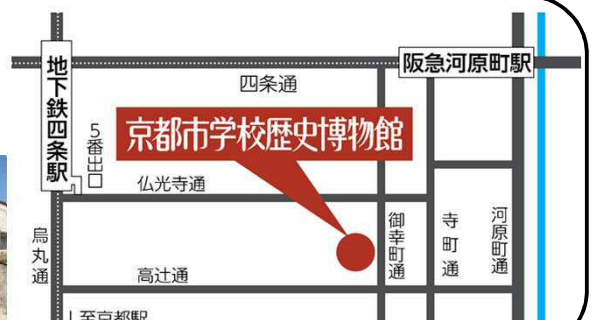 地下鉄四条駅
阪急河原町駅
四条通
5番出口
京都市学校歴史博物館
仏光寺通
烏丸通
御幸町通
寺町通
河原町通
高辻通
至京都駅